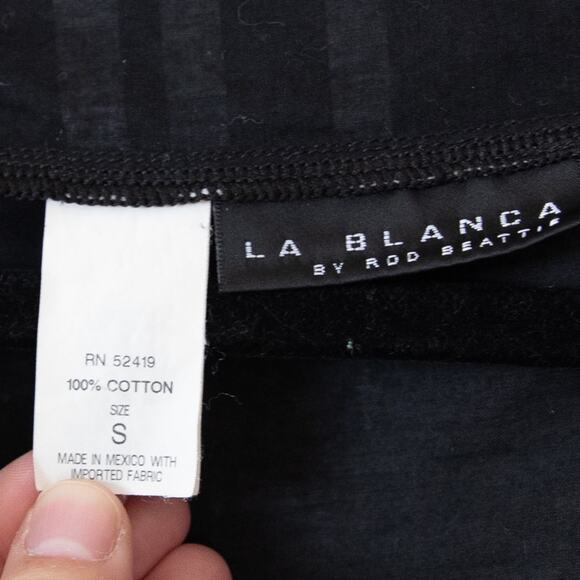 LA BLANCA
BY ROD BEATTIE
RN 52419
100% COTTON
SIZE
S
MADE IN MEXICO WITH
IMPORTED FABRIC